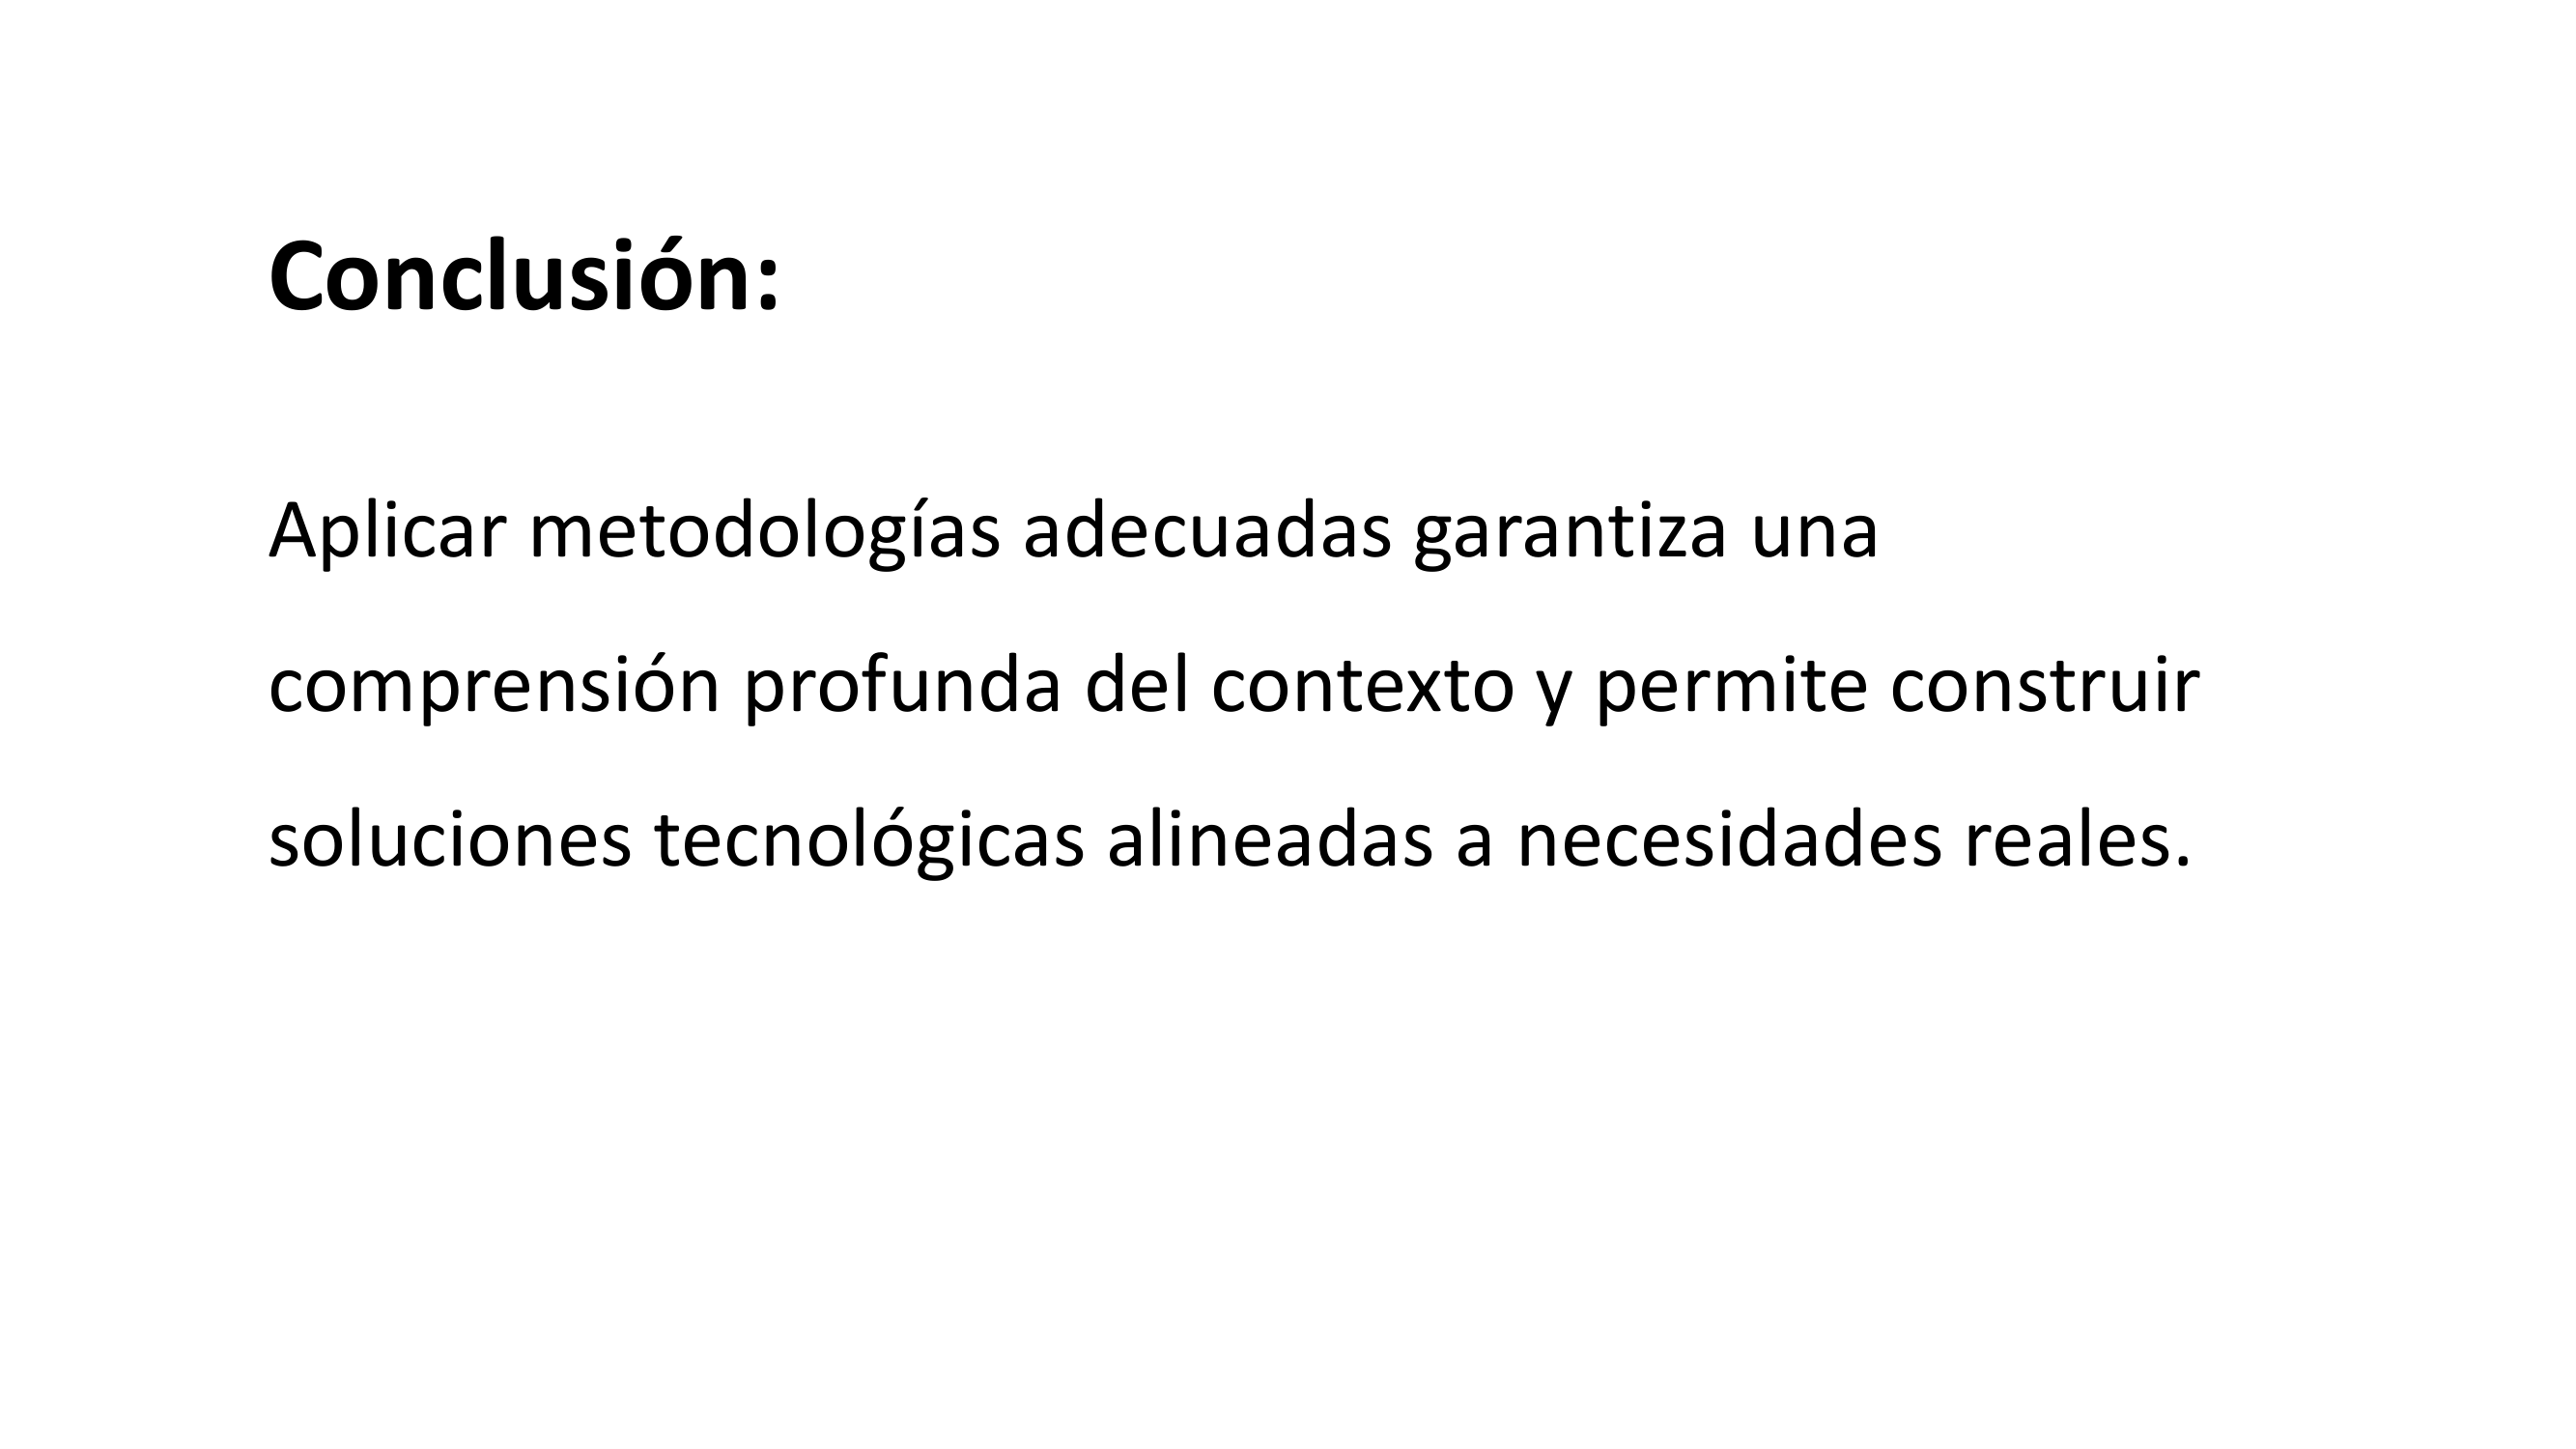 Conclusión:
Aplicar metodologías adecuadas garantiza una
comprensión profunda del contexto y permite construir
soluciones tecnológicas alineadas a necesidades reales.